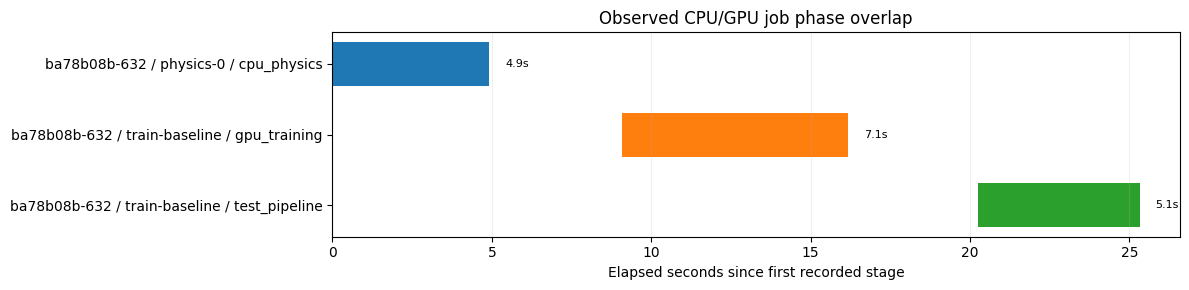 Observed CPU/GPU job phase overlap
ba78b08b-632 / physics-0 / cpu_physics
4.9s
ba78b08b-632 / train-baseline / gpu_training
7.1s
ba78b08b-632 / train-baseline / test_pipeline
5.1s
0 5 10 15 20 25
Elapsed seconds since first recorded stage